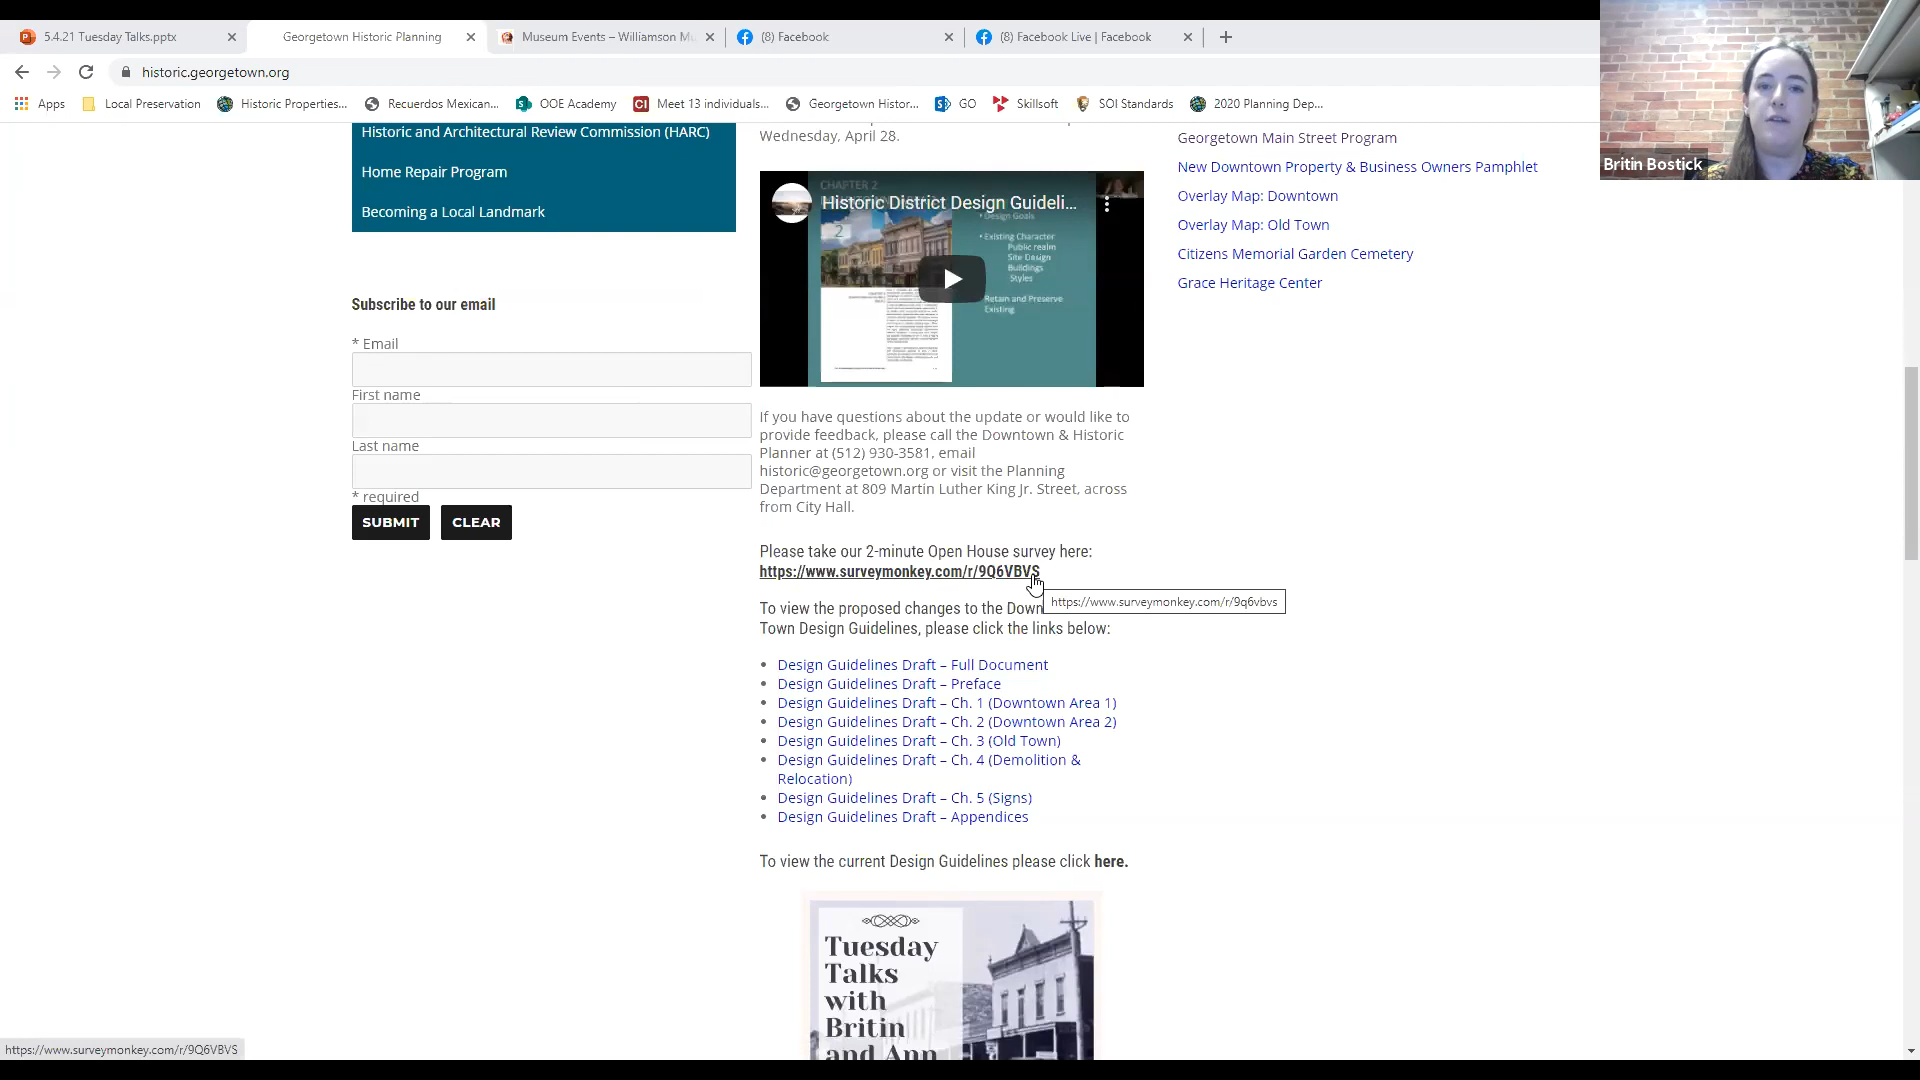 5.4.21 Tuesday Talks.pptx
Georgetown Historic Planning
Museum Events – Williamson Mu
(8) Facebook
(8) Facebook Live | Facebook
historic.georgetown.org
Apps
Local Preservation
Historic Properties...
Recuerdos Mexican...
OOE Academy
Meet 13 individuals...
Georgetown Histor...
GO
Skillsoft
SOI Standards
2020 Planning Dep...
Britin Bostick
Historic and Architectural Review Commission (HARC)
Home Repair Program
Becoming a Local Landmark
Subscribe to our email
* Email
First name
Last name
* required
SUBMIT
CLEAR
Wednesday, April 28.
CHAPTER 2
Historic District Design Guideli...
2
• Design Goals
• Existing Character
Public realm
Site Design
Buildings
Styles
Retain and Preserve
Existing
If you have questions about the update or would like to
provide feedback, please call the Downtown & Historic
Planner at (512) 930-3581, email
historic@georgetown.org or visit the Planning
Department at 809 Martin Luther King Jr. Street, across
from City Hall.
Please take our 2-minute Open House survey here:
https://www.surveymonkey.com/r/9Q6VBVS
https://www.surveymonkey.com/r/9q6vbvs
To view the proposed changes to the Down
Town Design Guidelines, please click the links below:
• Design Guidelines Draft – Full Document
• Design Guidelines Draft – Preface
• Design Guidelines Draft – Ch. 1 (Downtown Area 1)
• Design Guidelines Draft – Ch. 2 (Downtown Area 2)
• Design Guidelines Draft – Ch. 3 (Old Town)
• Design Guidelines Draft – Ch. 4 (Demolition &
Relocation)
• Design Guidelines Draft – Ch. 5 (Signs)
• Design Guidelines Draft – Appendices
To view the current Design Guidelines please click here.
Tuesday
Talks
with
Britin
and Ann
Georgetown Main Street Program
New Downtown Property & Business Owners Pamphlet
Overlay Map: Downtown
Overlay Map: Old Town
Citizens Memorial Garden Cemetery
Grace Heritage Center
https://www.surveymonkey.com/r/9Q6VBVS